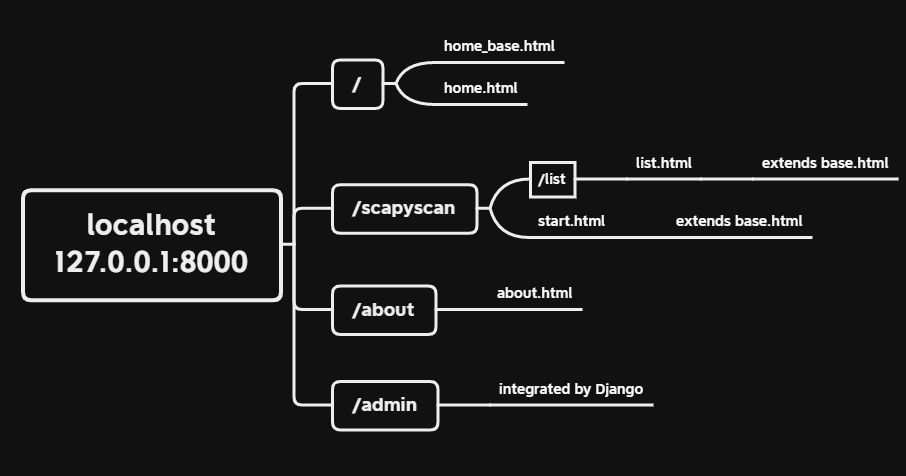 localhost
127.0.0.1:8000
/
home_base.html
home.html
/scapyscan
/list
list.html
extends base.html
start.html
extends base.html
/about
about.html
/admin
integrated by Django